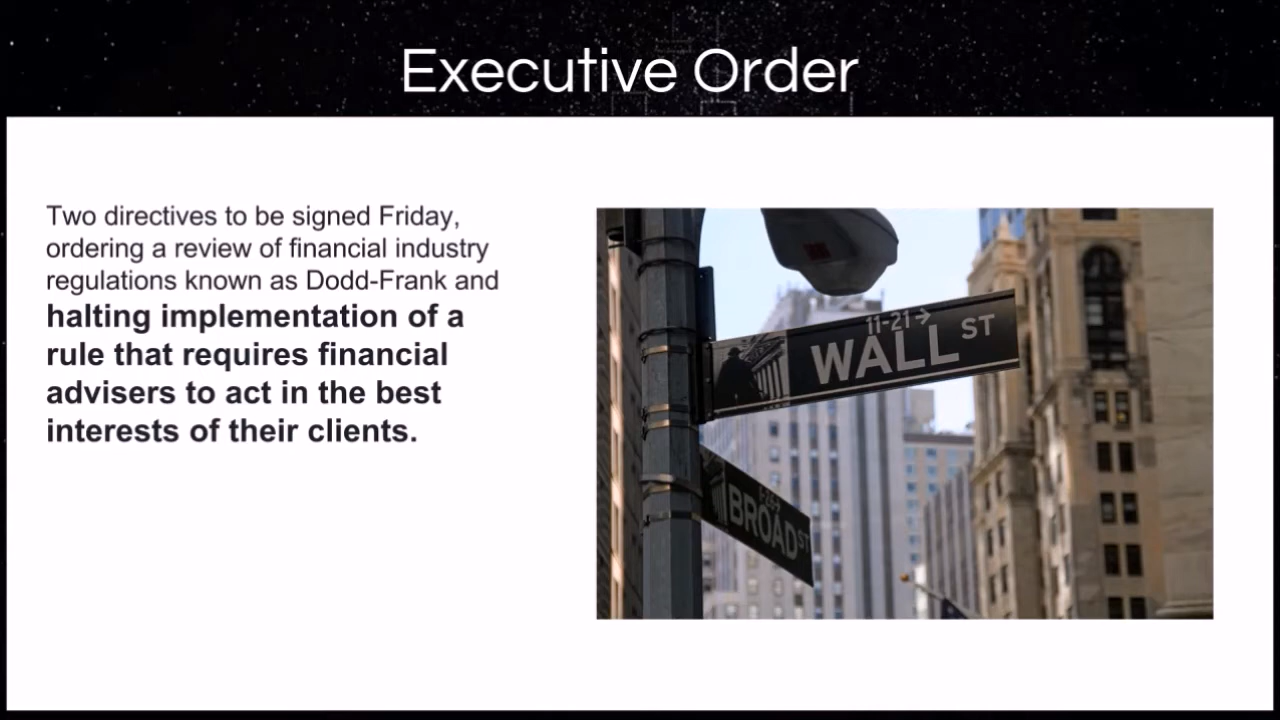 Executive Order
Two directives to be signed Friday,
ordering a review of financial industry
regulations known as Dodd-Frank and
halting implementation of a
rule that requires financial
advisers to act in the best
interests of their clients.
11-21→
WALL ST
BROAD ST